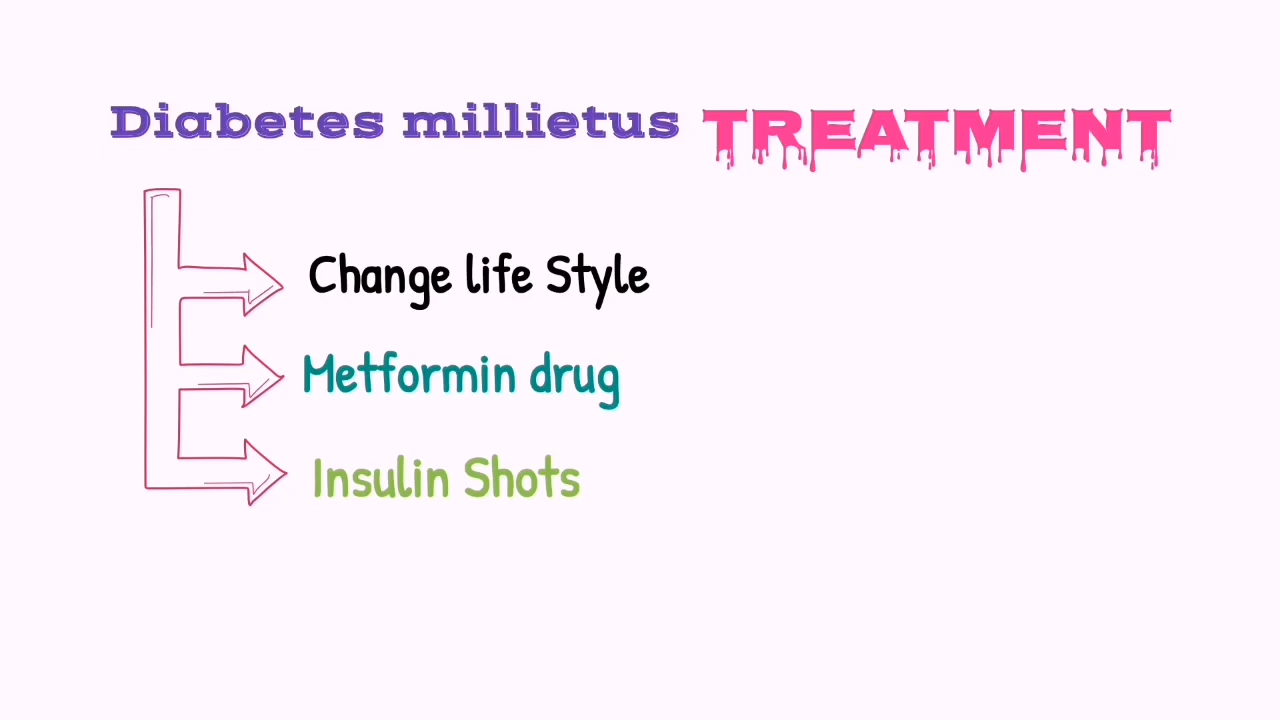 Diabetes millietus TREATMENT
Change life Style
Metformin drug
Insulin Shots